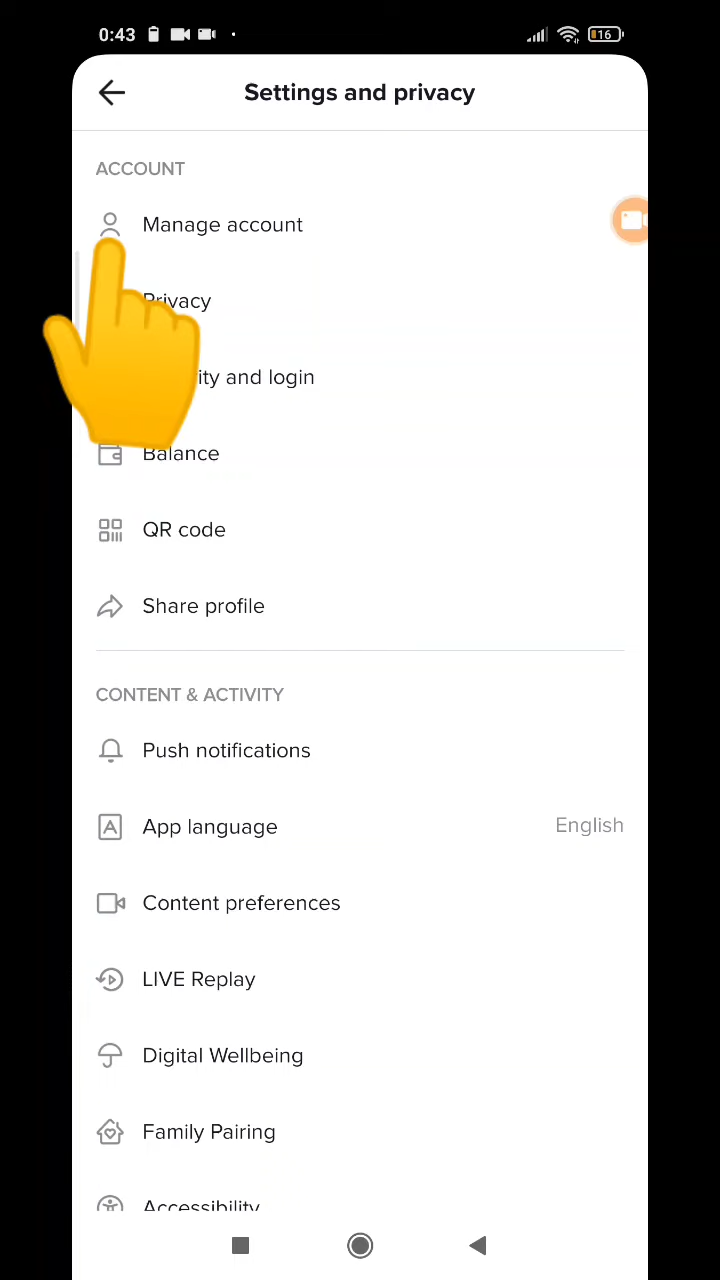 0:43
16
Settings and privacy
ACCOUNT
Manage account
Privacy
and login
Balance
QR code
Share profile
CONTENT & ACTIVITY
Push notifications
App language
English
Content preferences
LIVE Replay
Digital Wellbeing
Family Pairing
Accessibility